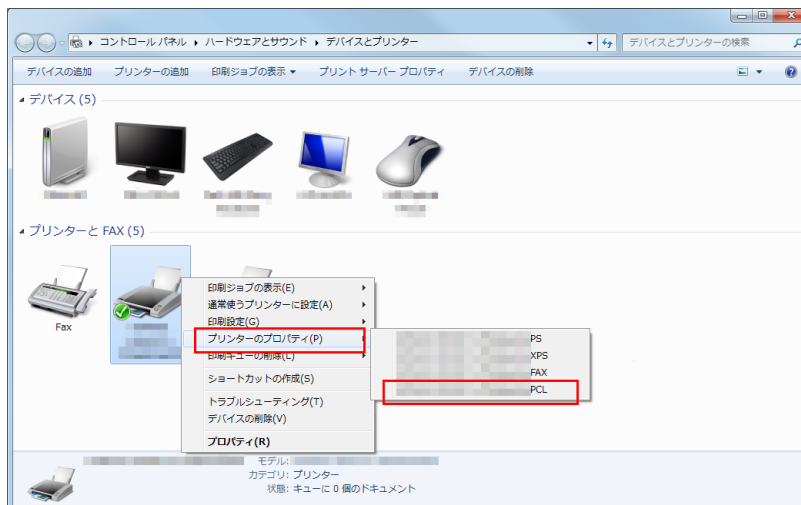 コントロール パネル ▸ ハードウェアとサウンド ▸ デバイスとプリンター
デバイスとプリンターの検索
デバイスの追加 プリンターの追加 印刷ジョブの表示 プリント サーバー プロパティ デバイスの削除
デバイス (5)
プリンターと FAX (5)
Fax
印刷ジョブの表示(E)
通常使うプリンターに設定(A)
印刷設定(G)
プリンターのプロパティ(P)
印刷キューの削除(L)
ショートカットの作成(S)
トラブルシューティング(T)
デバイスの削除(V)
プロパティ(R)
PS
XPS
FAX
PCL
モデル:
カテゴリ: プリンター
状態: キューに 0 個のドキュメント